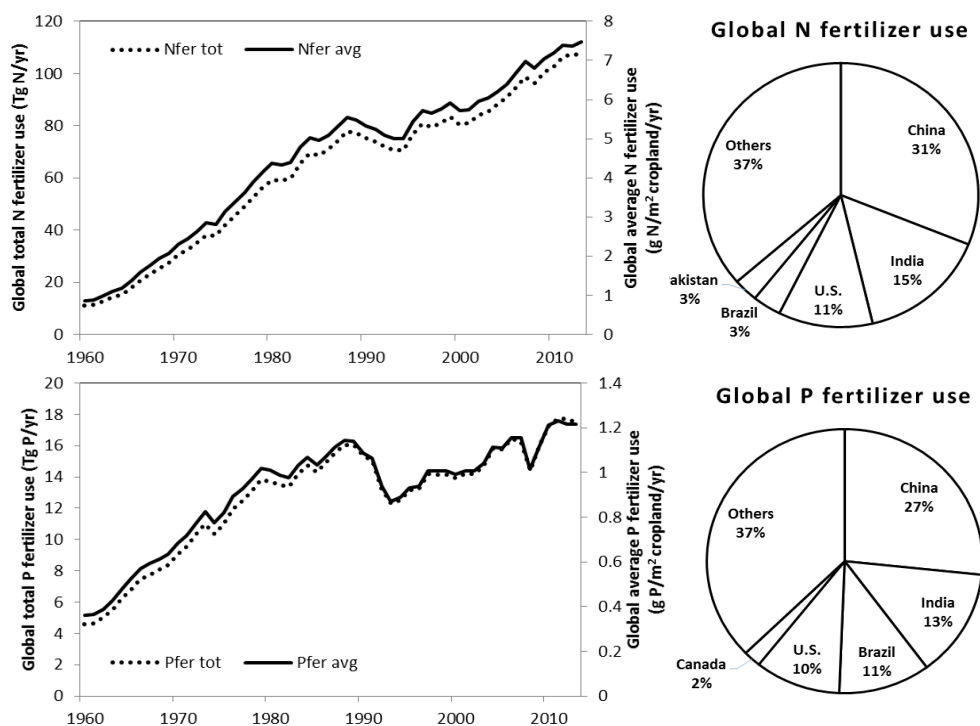 Global total N fertilizer use (Tg N/yr)
120
100
80
60
40
20
0
Nfer tot
Nfer avg
8
7
6
5
4
3
2
1
0
Global average N fertilizer use
(g N/m² cropland/yr)
1960
1970
1980
1990
2000
2010
Global N fertilizer use
China
31%
India
15%
U.S.
11%
Brazil
3%
akistan
3%
Others
37%
Global total P fertilizer use (Tg P/yr)
20
18
16
14
12
10
8
6
4
2
0
Pfer tot
Pfer avg
1.4
1.2
1
0.8
0.6
0.4
0.2
0
Global average P fertilizer use
(g P/m² cropland/yr)
1960
1970
1980
1990
2000
2010
Global P fertilizer use
China
27%
India
13%
Brazil
11%
U.S.
10%
Canada
2%
Others
37%